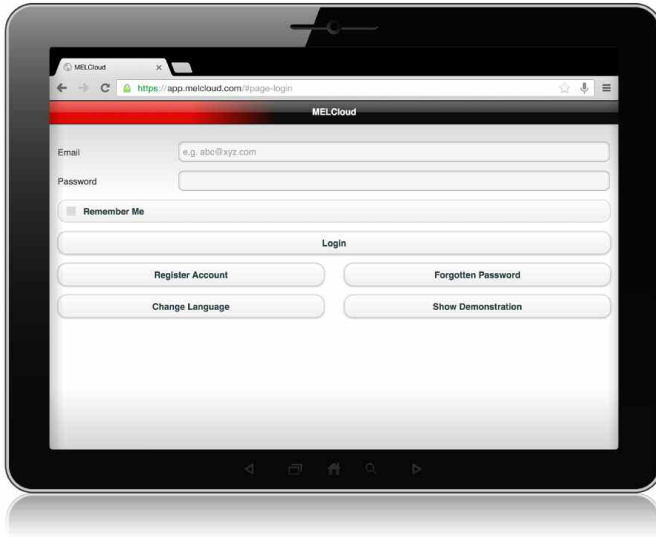 MELCloud
https://app.melcloud.com/#page-login
MELCloud
Email e.g. abc@xyz.com
Password
Remember Me
Login
Register Account Forgotten Password
Change Language Show Demonstration